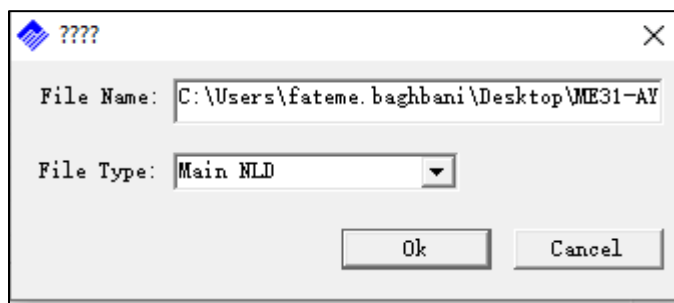 ????
File Name: C:\Users\fateme.baghbani\Desktop\ME31-AY
File Type: Main NLD
Ok Cancel